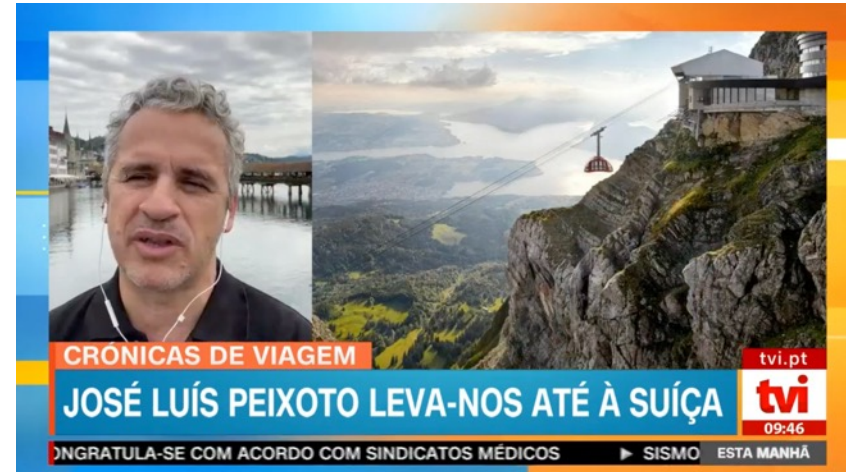 CRÓNICAS DE VIAGEM
JOSÉ LUÍS PEIXOTO LEVA-NOS ATÉ À SUÍÇA
tvi.pt
tvi
09:46
ONGRATULA-SE COM ACORDO COM SINDICATOS MÉDICOS ▶ SISMO
ESTA MANHÃ